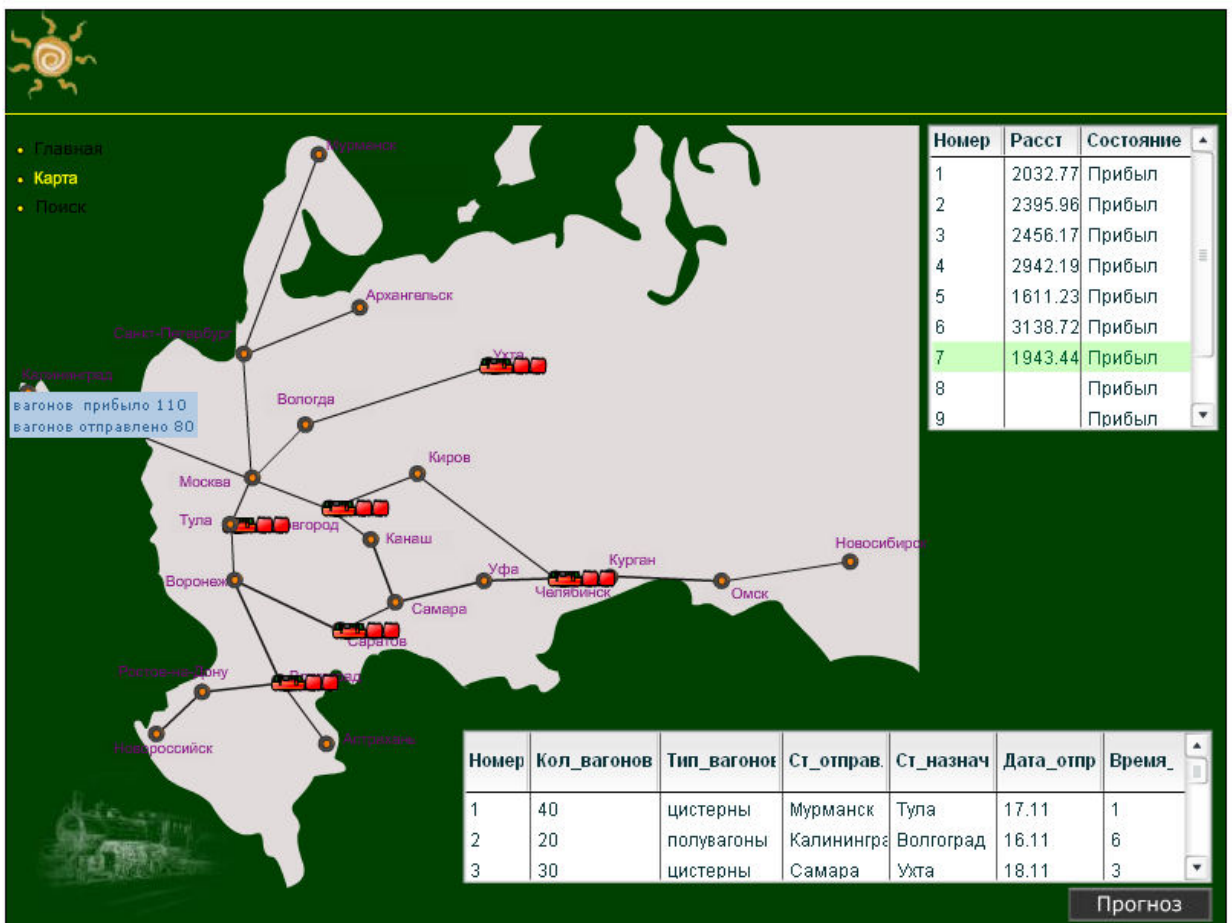 Главная
Карта
Поиск
Мурманск
Архангельск
Санкт-Петербург
Ухта
Калининград
вагонов прибыло 110
вагонов отправлено 80
Вологда
Киров
Москва
Тула
вгород
Канаш
Новосибирск
Воронеж
Уфа
Курган
Челябинск
Омск
Самара
Саратов
Ростов-на-Дону
Новороссийск
Астрахань
Номер Расст Состояние
1 2032.77 Прибыл
2 2395.96 Прибыл
3 2456.17 Прибыл
4 2942.19 Прибыл
5 1611.23 Прибыл
6 3138.72 Прибыл
7 1943.44 Прибыл
8 Прибыл
9 Прибыл
Номер Кол_вагонов Тип_вагонов Ст_отправ. Ст_назнач Дата_отпр Время_
1 40 цистерны Мурманск Тула 17.11 1
2 20 полувагоны Калинингра Волгоград 16.11 6
3 30 цистерны Самара Ухта 18.11 3
Прогноз